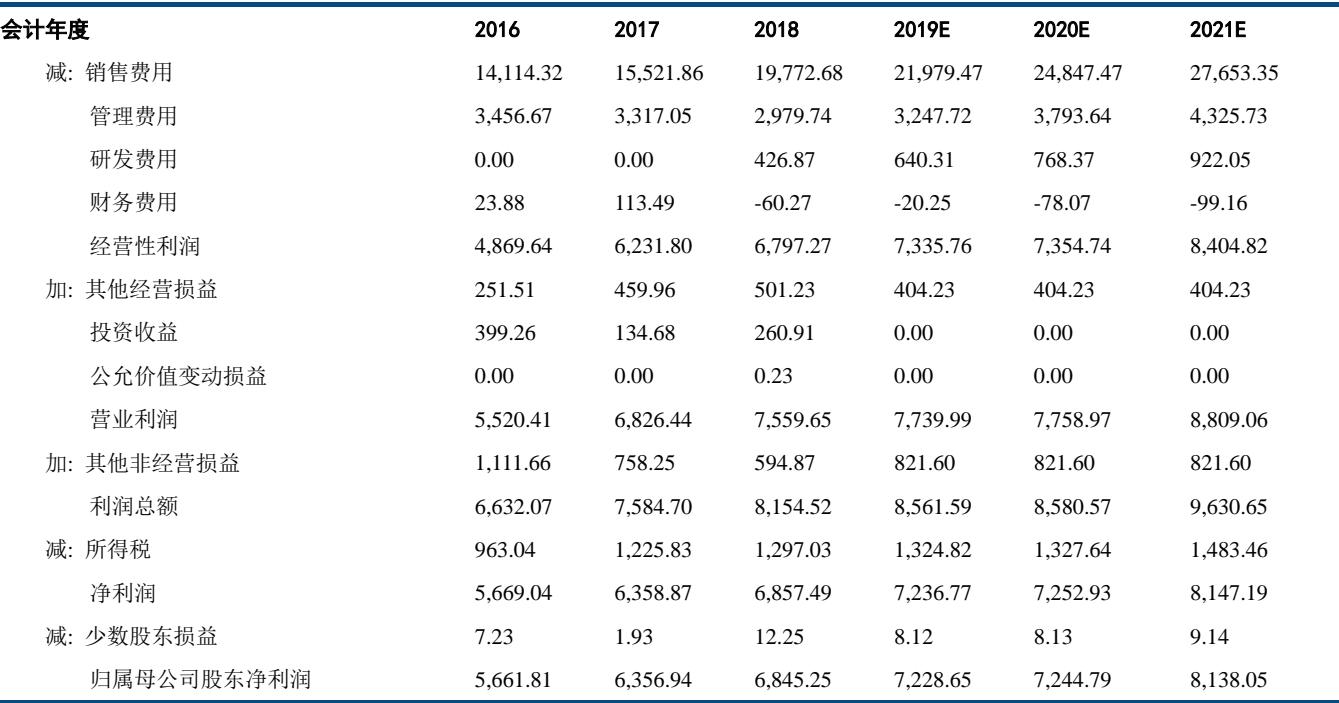 会计年度 2016 2017 2018 2019E 2020E 2021E
减: 销售费用 14,114.32 15,521.86 19,772.68 21,979.47 24,847.47 27,653.35
管理费用 3,456.67 3,317.05 2,979.74 3,247.72 3,793.64 4,325.73
研发费用 0.00 0.00 426.87 640.31 768.37 922.05
财务费用 23.88 113.49 -60.27 -20.25 -78.07 -99.16
经营性利润 4,869.64 6,231.80 6,797.27 7,335.76 7,354.74 8,404.82
加: 其他经营损益 251.51 459.96 501.23 404.23 404.23 404.23
投资收益 399.26 134.68 260.91 0.00 0.00 0.00
公允价值变动损益 0.00 0.00 0.23 0.00 0.00 0.00
营业利润 5,520.41 6,826.44 7,559.65 7,739.99 7,758.97 8,809.06
加: 其他非经营损益 1,111.66 758.25 594.87 821.60 821.60 821.60
利润总额 6,632.07 7,584.70 8,154.52 8,561.59 8,580.57 9,630.65
减: 所得税 963.04 1,225.83 1,297.03 1,324.82 1,327.64 1,483.46
净利润 5,669.04 6,358.87 6,857.49 7,236.77 7,252.93 8,147.19
减: 少数股东损益 7.23 1.93 12.25 8.12 8.13 9.14
归属母公司股东净利润 5,661.81 6,356.94 6,845.25 7,228.65 7,244.79 8,138.05